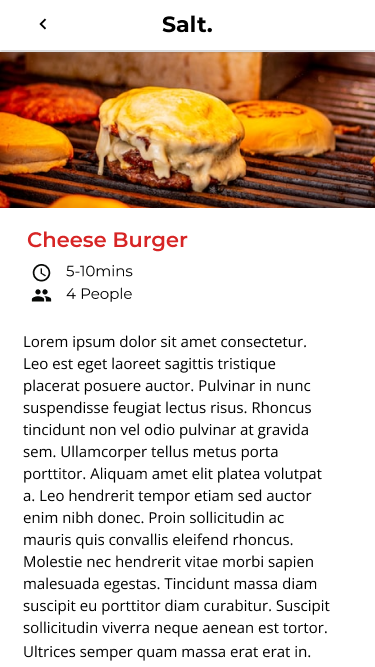 Salt.
Cheese Burger
5-10mins
4 People
Lorem ipsum dolor sit amet consectetur.
Leo est eget laoreet sagittis tristique
placerat posuere auctor. Pulvinar in nunc
suspendisse feugiat lectus risus. Rhoncus
tincidunt non vel odio pulvinar at gravida
sem. Ullamcorper tellus metus porta
porttitor. Aliquam amet elit platea volutpat
a. Leo hendrerit tempor etiam sed auctor
enim nibh donec. Proin sollicitudin ac
mauris quis convallis eleifend rhoncus.
Molestie nec hendrerit vitae morbi sapien
malesuada egestas. Tincidunt massa diam
suscipit eu porttitor diam curabitur. Suscipit
sollicitudin viverra neque aenean est tortor.
Ultrices semper quam massa erat erat in.